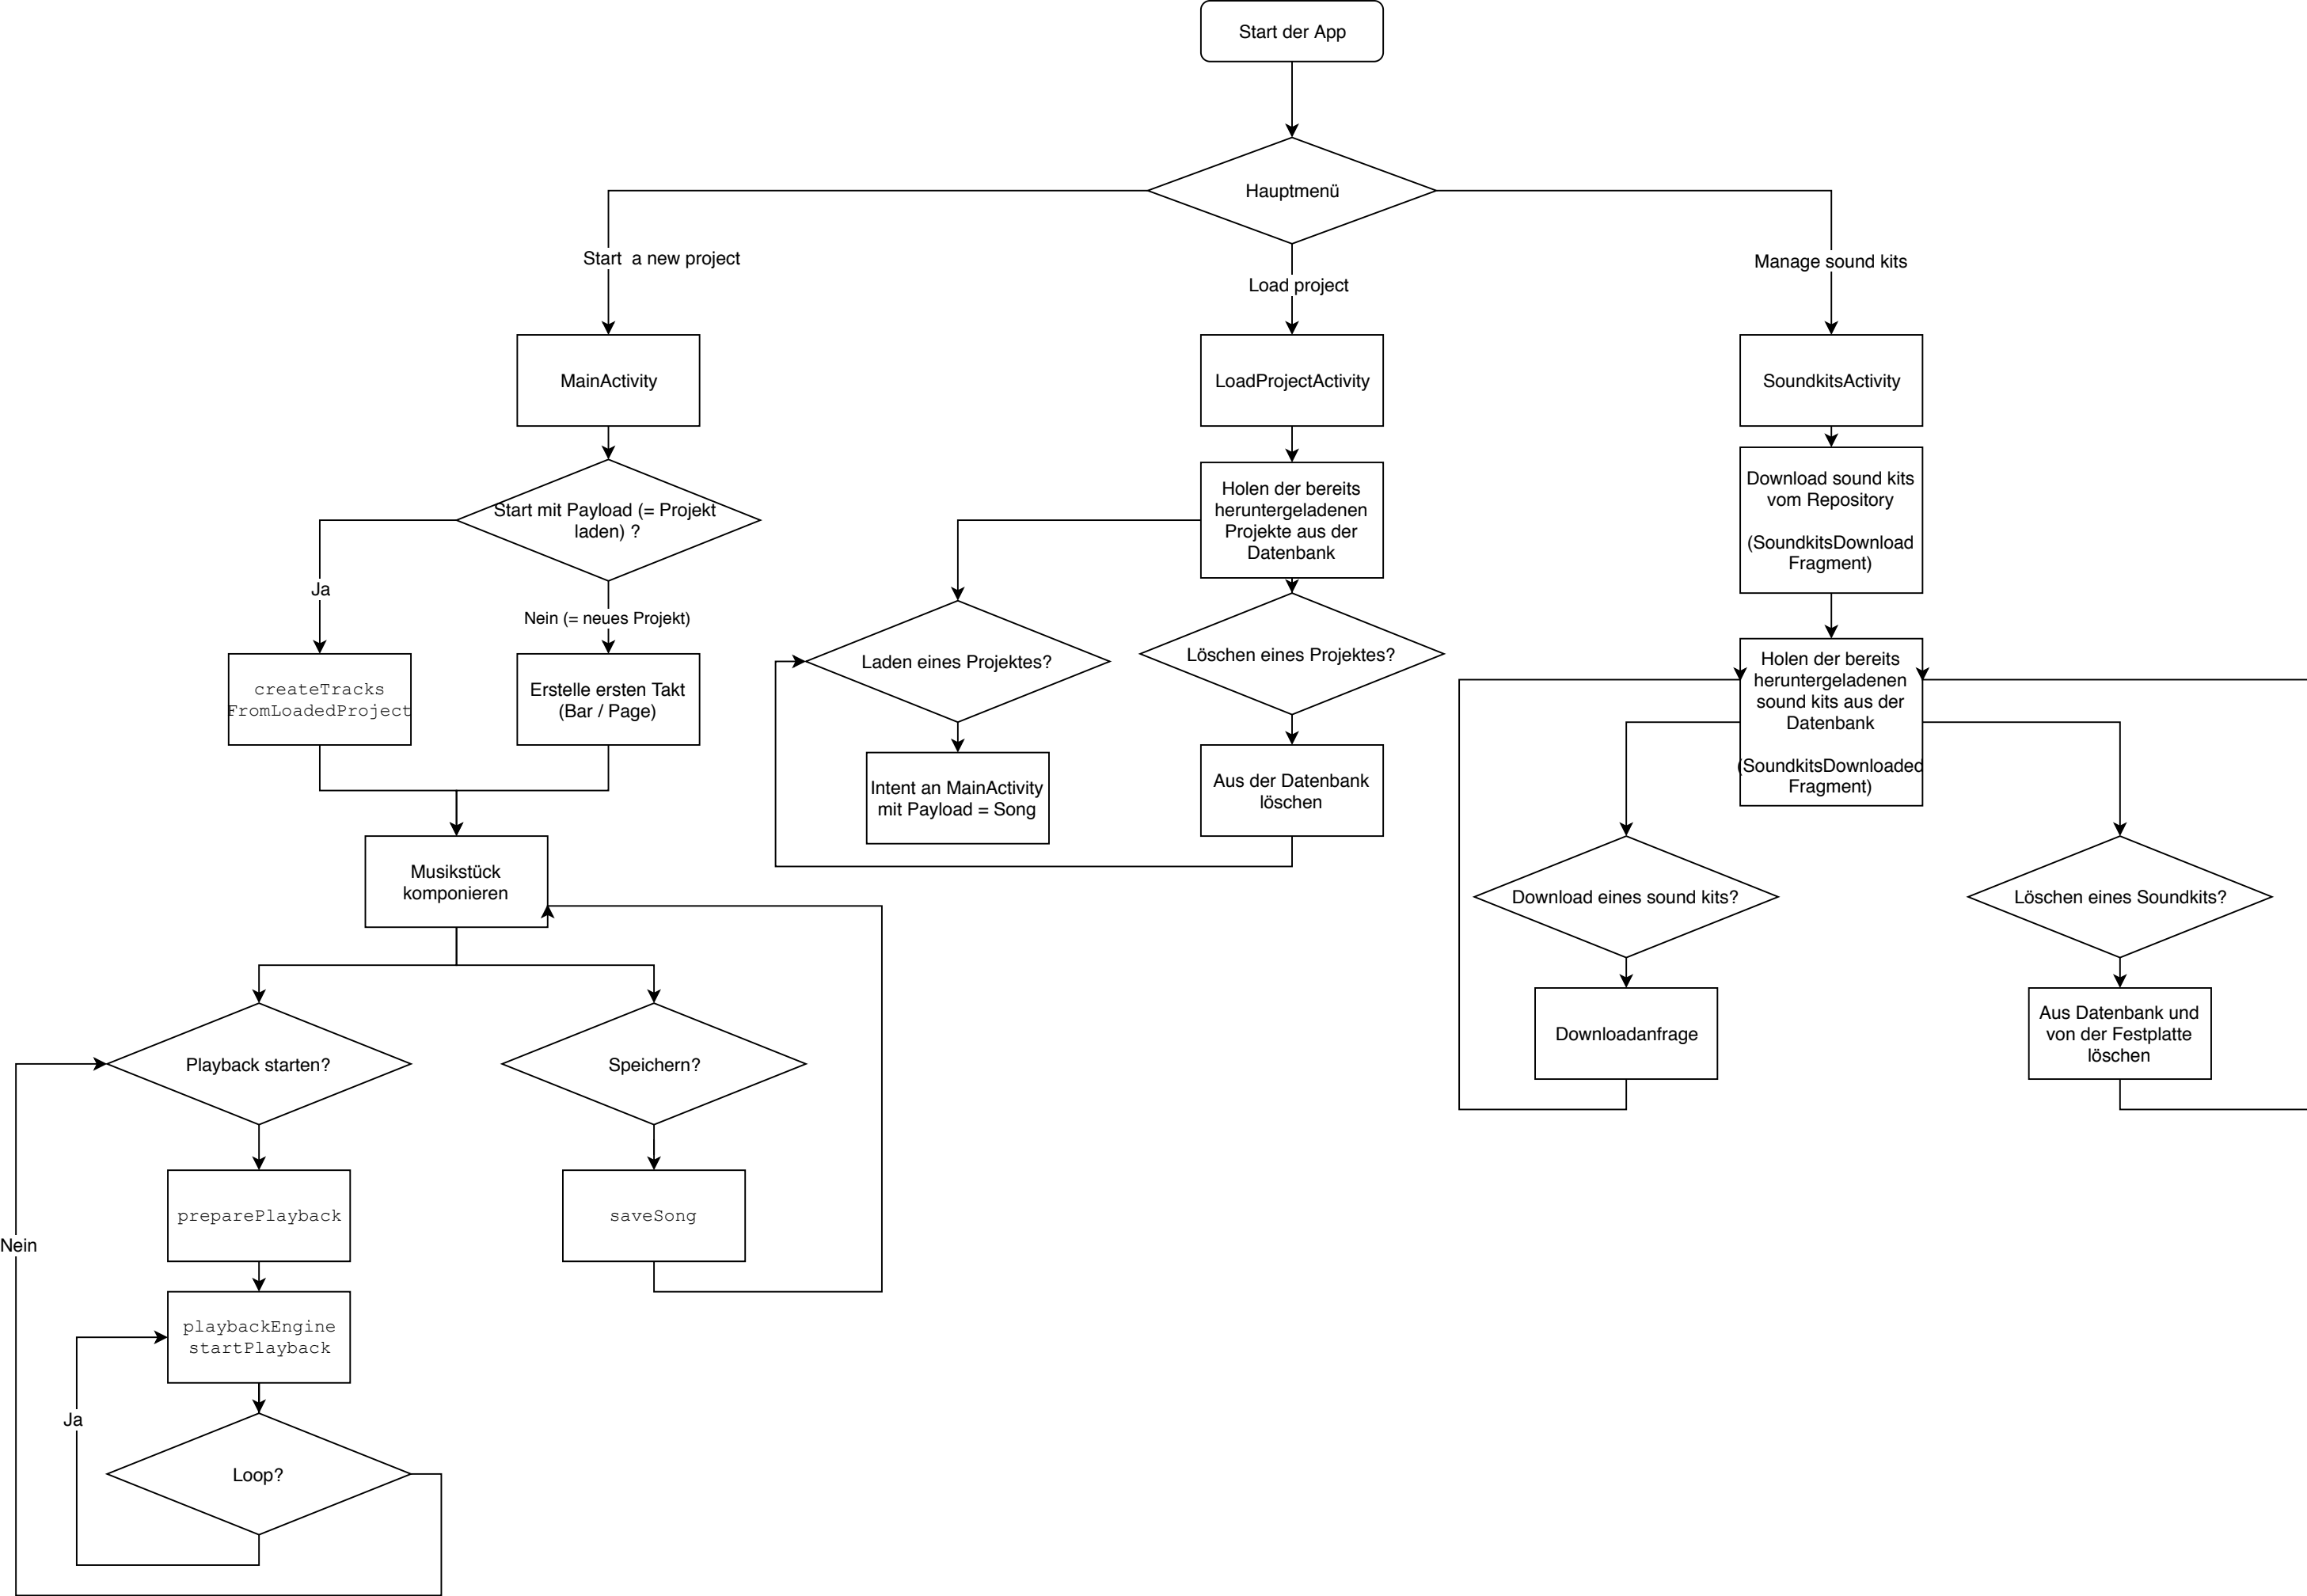 Start der App
Hauptmenü
Start  a new project
Load project
Manage sound kits
MainActivity
LoadProjectActivity
SoundkitsActivity
Start mit Payload (= Projekt
laden) ?
Holen der bereits
heruntergeladenen
Projekte aus der
Datenbank
Download sound kits
vom Repository
(SoundkitsDownload
Fragment)
Ja
Nein (= neues Projekt)
createTracks
FromLoadedProject
Erstelle ersten Takt
(Bar / Page)
Laden eines Projektes?
Löschen eines Projektes?
Holen der bereits
heruntergeladenen
sound kits aus der
Datenbank
(SoundkitsDownloaded
Fragment)
Intent an MainActivity
mit Payload = Song
Aus der Datenbank
löschen
Musikstück
komponieren
Download eines sound kits?
Löschen eines Soundkits?
Playback starten?
Speichern?
Downloadanfrage
Aus Datenbank und
von der Festplatte
löschen
preparePlayback
saveSong
Nein
playbackEngine
startPlayback
Ja
Loop?